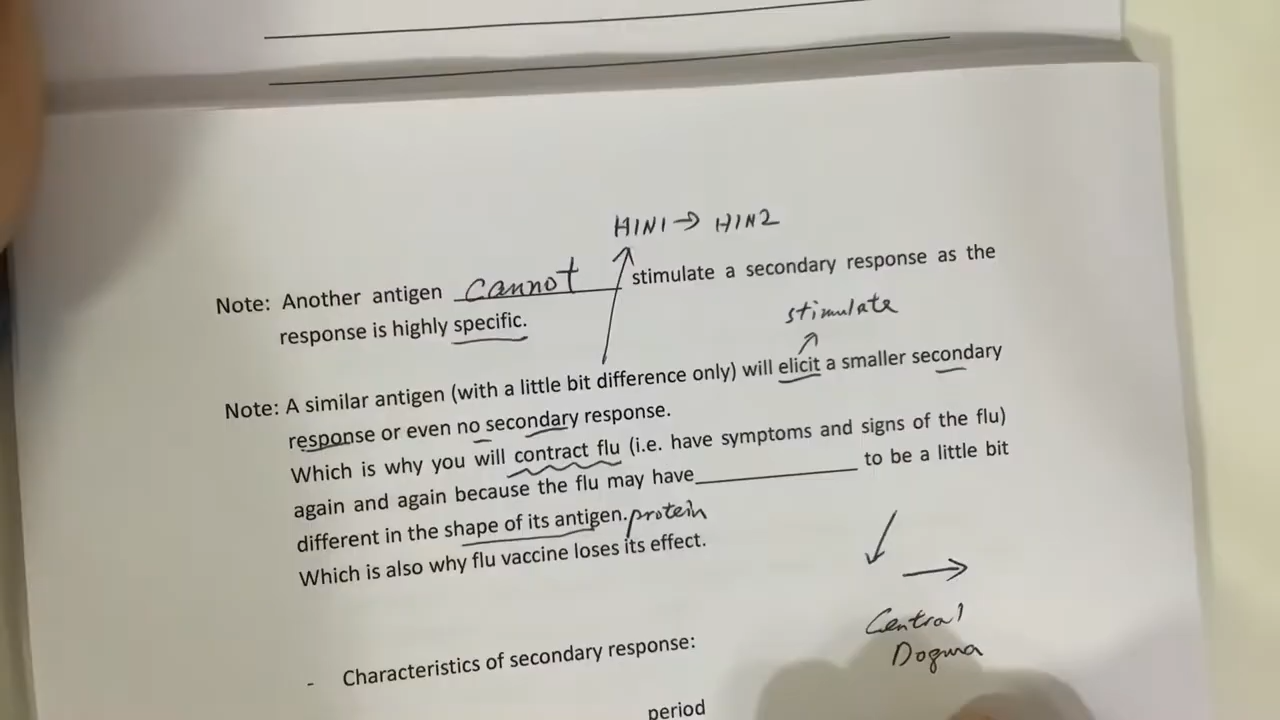 H1N1 → H1N2
Note: Another antigen cannot stimulate a secondary response as the
response is highly specific.
stimulate
Note: A similar antigen (with a little bit difference only) will elicit a smaller secondary
response or even no secondary response.
Which is why you will contract flu (i.e. have symptoms and signs of the flu)
again and again because the flu may have____________ to be a little bit
different in the shape of its antigen. protein
Which is also why flu vaccine loses its effect.
Central
Dogma
- Characteristics of secondary response:
period